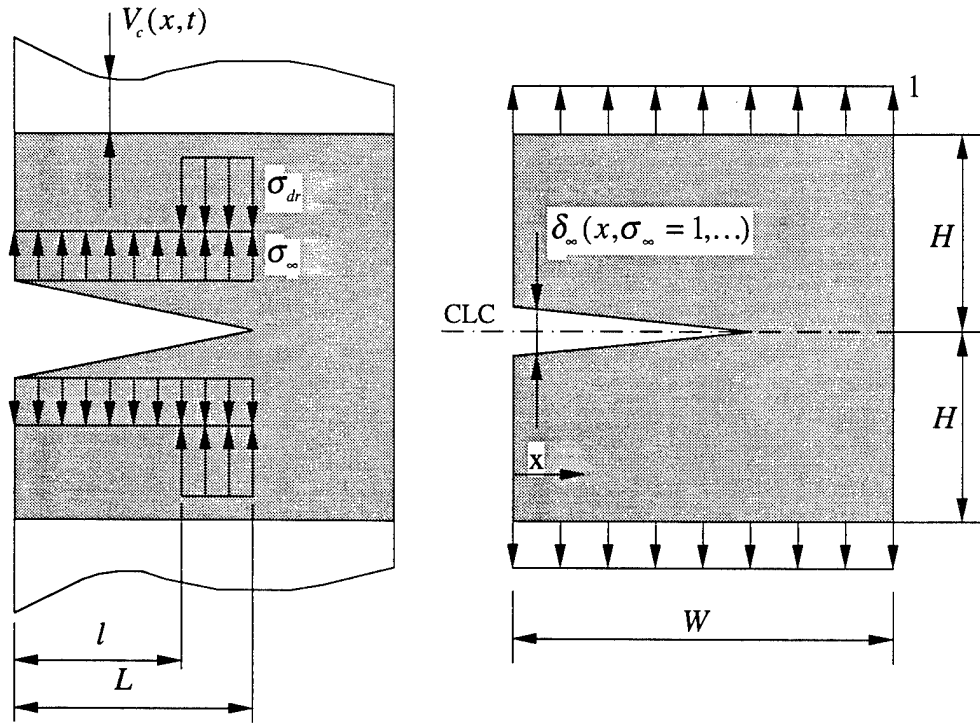 V_c(x,t)
σ_dr
σ_∞
l
L
1
δ_∞(x,σ_∞=1,...)
CLC
H
H
x
W